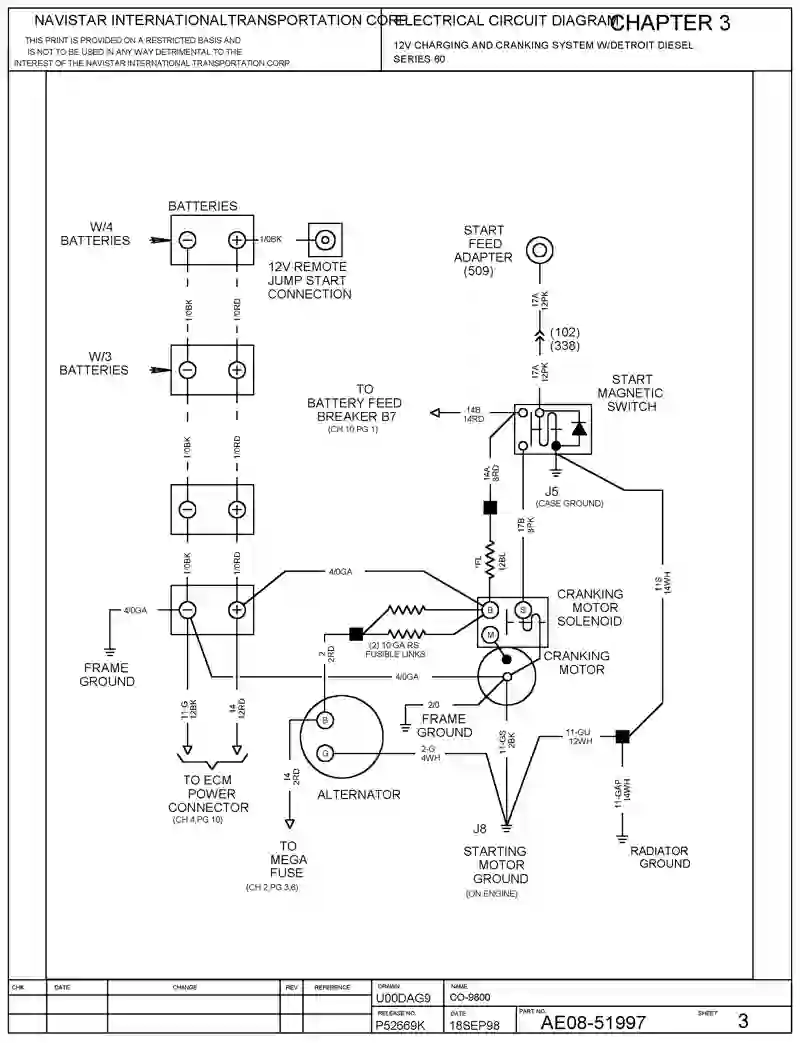 NAVISTAR INTERNATIONALTRANSPORTATION CORP
ELECTRICAL CIRCUIT DIAGRAM
CHAPTER 3
THIS PRINT IS PROVIDED ON A RESTRICTED BASIS AND
IS NOT TO BE USED IN ANY WAY DETRIMENTAL TO THE
INTEREST OF THE NAVISTAR INTERNATIONAL TRANSPORTATION CORP
12V CHARGING AND CRANKING SYSTEM W/DETROIT DIESEL
SERIES 60
BATTERIES
W/4
BATTERIES
1/0BK
12V REMOTE
JUMP START
CONNECTION
START
FEED
ADAPTER
(509)
1/0BK
1/0RD
17A
12PK
(102)
(338)
W/3
BATTERIES
17A
12PK
START
MAGNETIC
SWITCH
TO
BATTERY FEED
BREAKER B7
(CH 10,PG 1)
14B
14RD
1/0BK
1/0RD
14A
8RD
J5
(CASE GROUND)
17B
8PK
1/0BK
1/0RD
*FL
12BL
4/0GA
11S
14WH
CRANKING
MOTOR
SOLENOID
B
S
M
4/0GA
FRAME
GROUND
(2) 10 GA RS
FUSIBLE LINKS
2
2RD
CRANKING
MOTOR
4/0GA
11-G
12BK
14
12RD
2/0
FRAME
GROUND
B
G
14
2RD
2-G
4WH
11-GS
2BK
11-GU
12WH
TO ECM
POWER
CONNECTOR
(CH 4,PG 10)
ALTERNATOR
11-GAP
14WH
J8
STARTING
MOTOR
GROUND
(ON ENGINE)
RADIATOR
GROUND
TO
MEGA
FUSE
(CH 2,PG 3,6)
CHK
DATE
CHANGE
REV
REFERENCE
DRAWN
U00DAG9
NAME
CO-9800
RELEASE NO.
P52669K
DATE
18SEP98
PART NO.
AE08-51997
SHEET
3